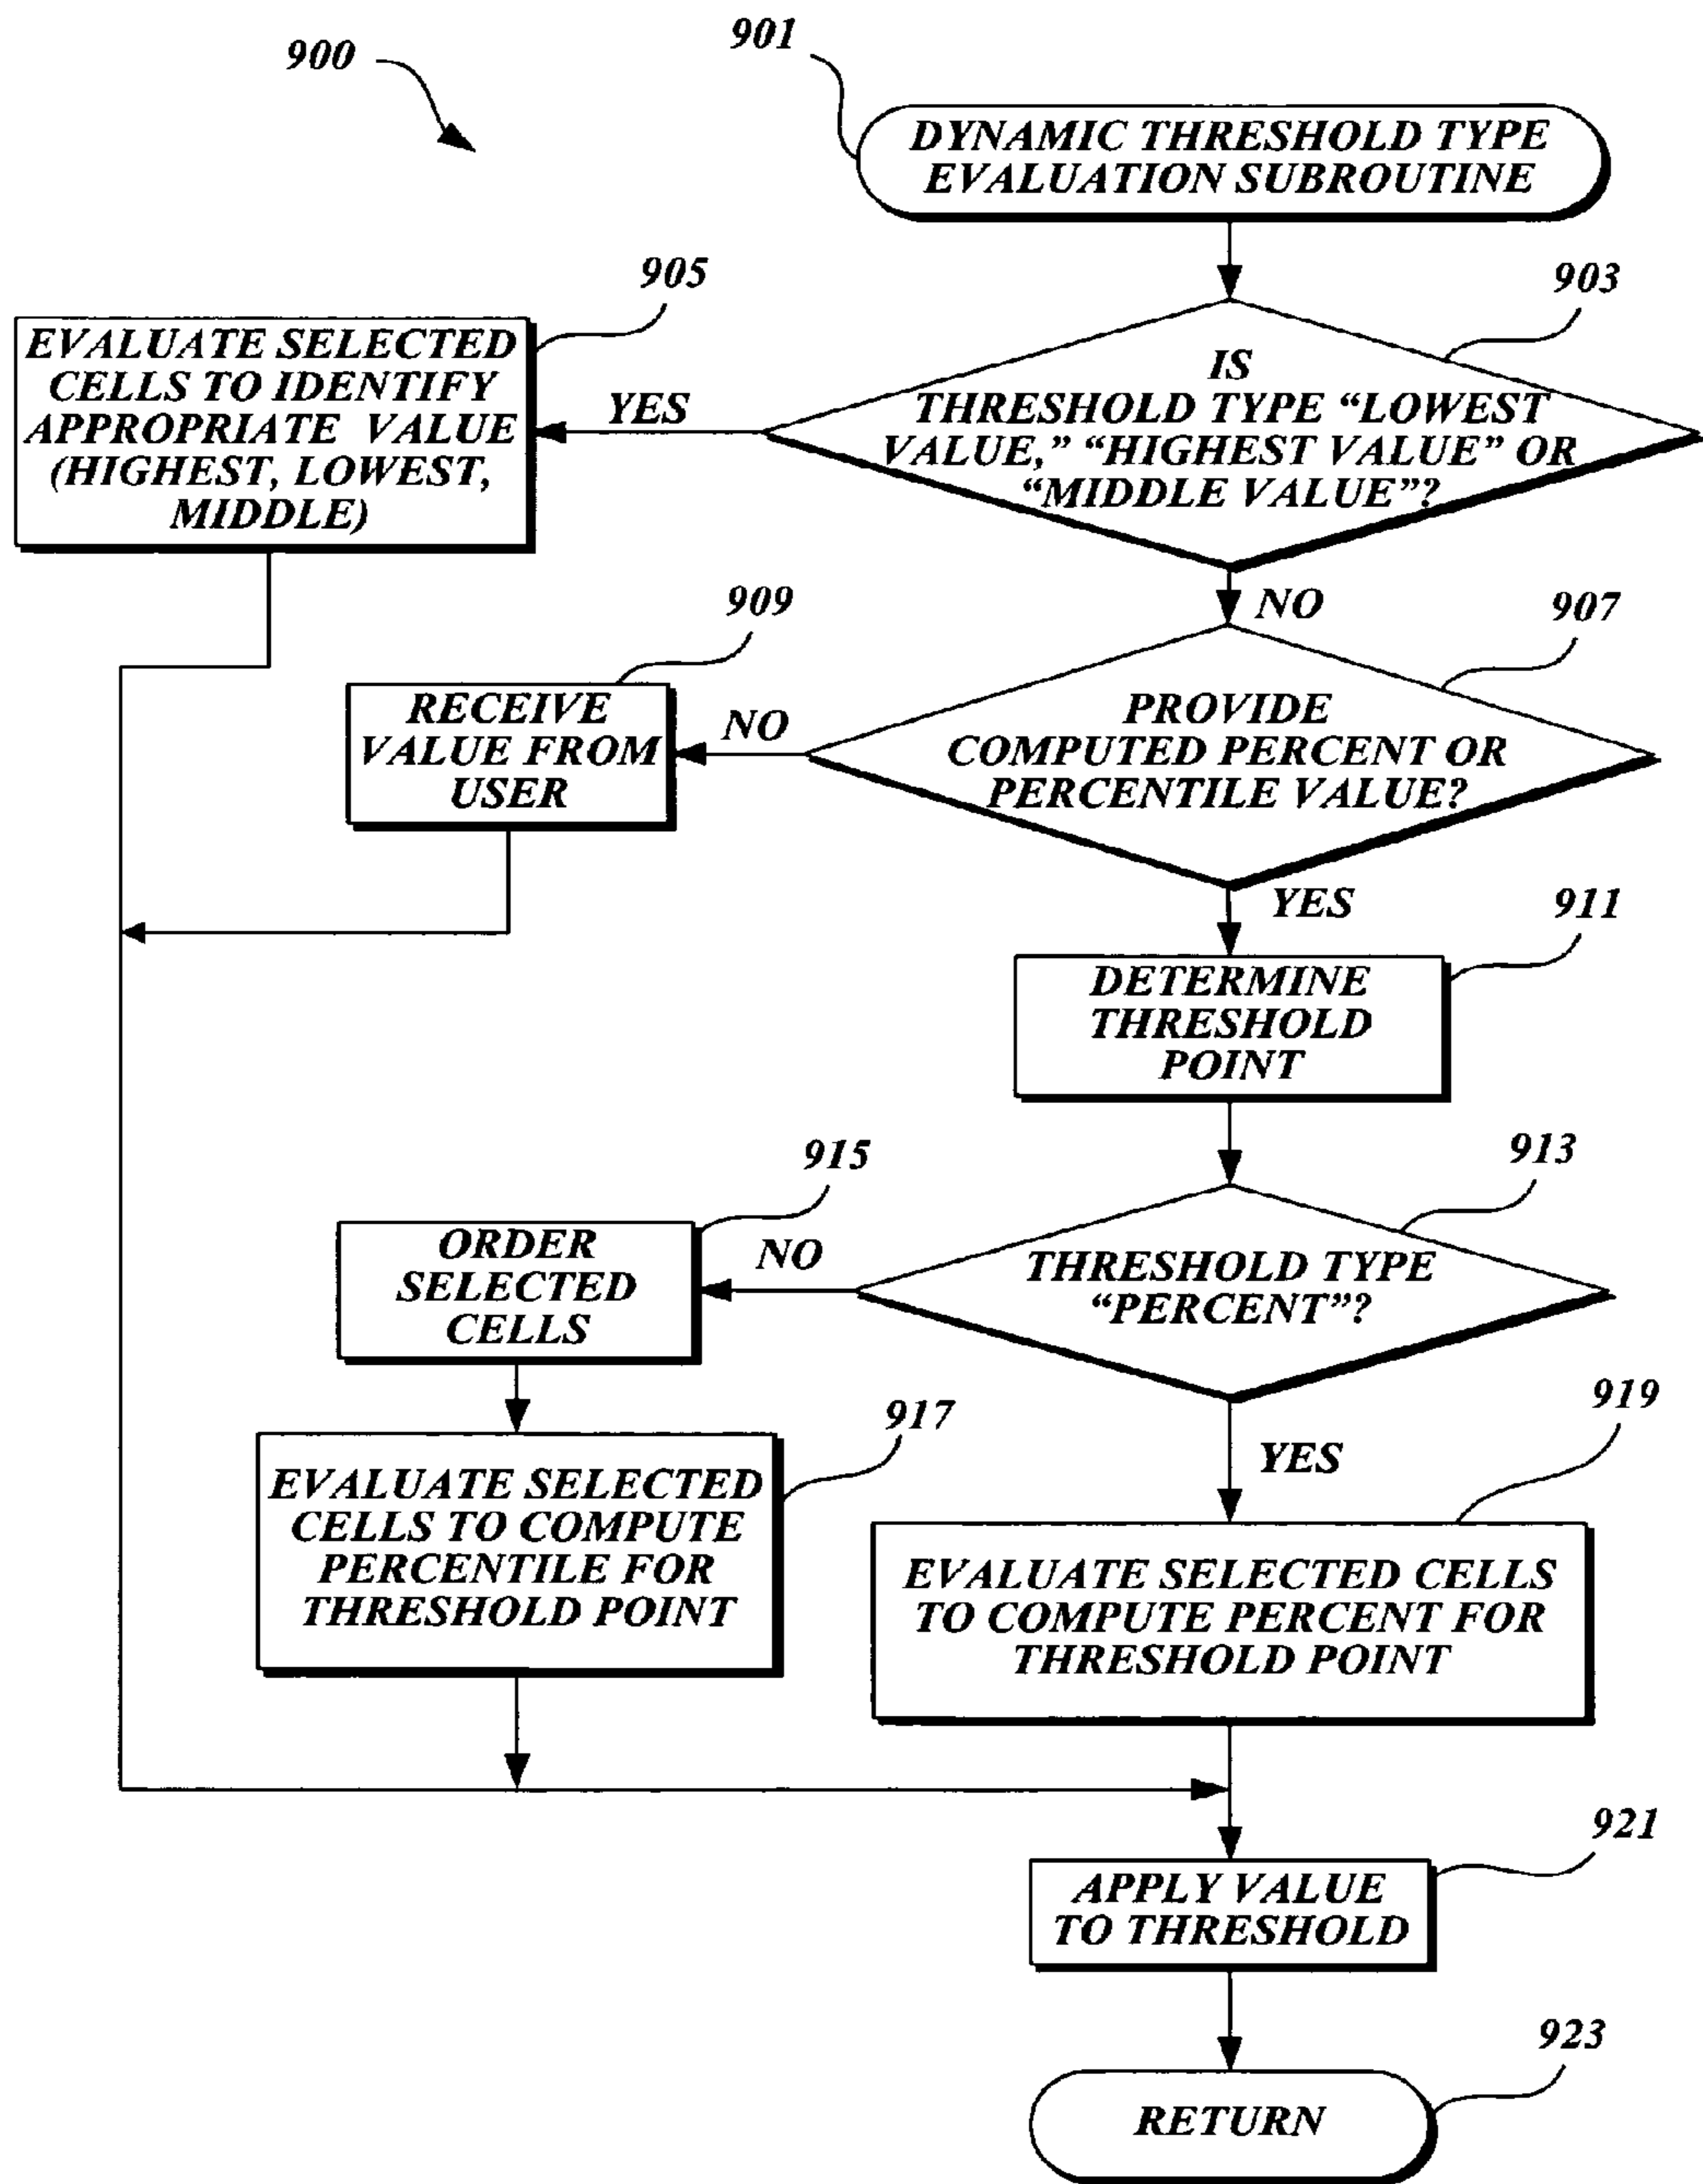 900
901
DYNAMIC THRESHOLD TYPE
EVALUATION SUBROUTINE
903
IS
THRESHOLD TYPE “LOWEST
VALUE,” “HIGHEST VALUE” OR
“MIDDLE VALUE”?
YES
905
EVALUATE SELECTED
CELLS TO IDENTIFY
APPROPRIATE VALUE
(HIGHEST, LOWEST,
MIDDLE)
NO
907
PROVIDE
COMPUTED PERCENT OR
PERCENTILE VALUE?
NO
909
RECEIVE
VALUE FROM
USER
YES
911
DETERMINE
THRESHOLD
POINT
913
THRESHOLD TYPE
“PERCENT”?
NO
915
ORDER
SELECTED
CELLS
917
EVALUATE SELECTED
CELLS TO COMPUTE
PERCENTILE FOR
THRESHOLD POINT
YES
919
EVALUATE SELECTED CELLS
TO COMPUTE PERCENT FOR
THRESHOLD POINT
921
APPLY VALUE
TO THRESHOLD
923
RETURN